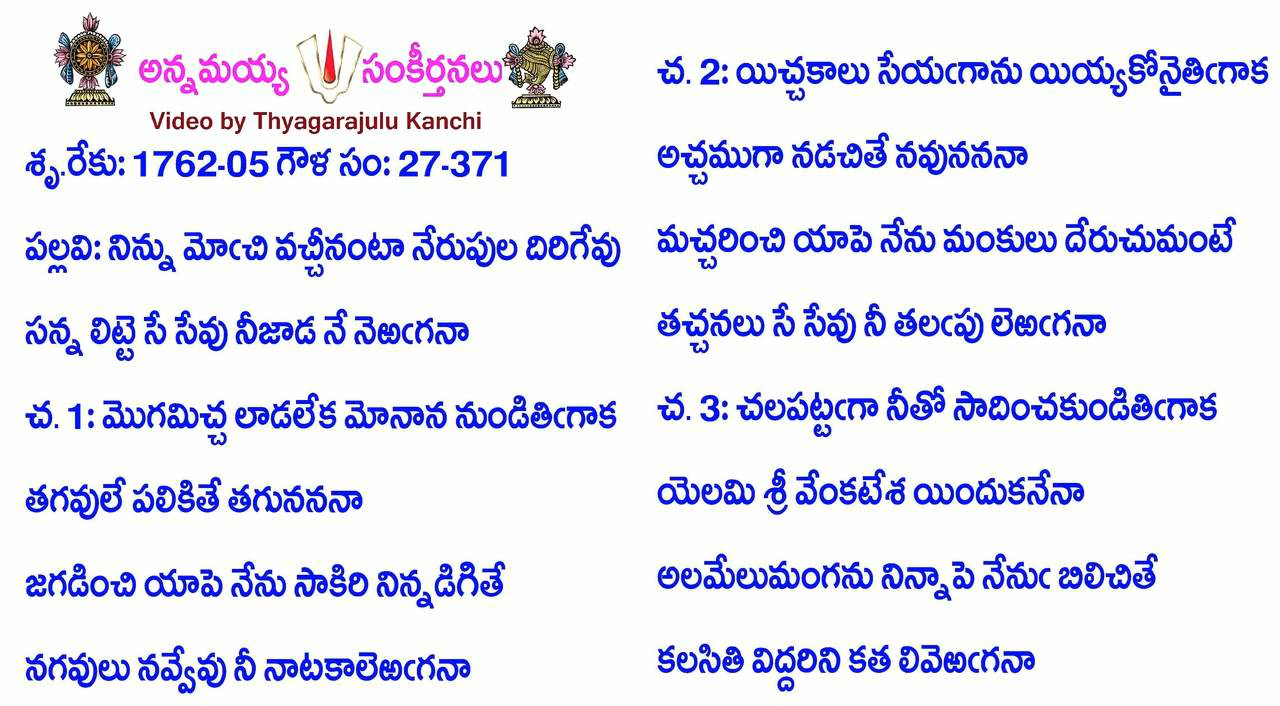 అన్నమయ్య సంకీర్తనలు
Video by Thyagarajulu Kanchi
శృ.రేకు: 1762-05 గౌళ సం: 27-371
పల్లవి: నిన్ను మోఁచి వచ్చీనంటా నేరుపుల దిరిగేవు
సన్న లిట్టె సే సేవు నీజాడ నే నెఱఁగనా
చ. 1: మొగమిచ్చ లాడలేక మోనాన నుండితిఁగాక
తగవులే పలికితే తగునననా
జగడించి యాపె నేను సాకిరి నిన్నడిగితే
నగవులు నవ్వేవు నీ నాటకాలెఱఁగనా
చ. 2: యిచ్చకాలు సేయఁగాను యియ్యకోనైతిఁగాక
అచ్చముగా నడచితే నవునననా
మచ్చరించి యాపె నేను మంకులు దేరుచుమంటే
తచ్చనలు సే సేవు నీ తలఁపు లెఱఁగనా
చ. 3: చలపట్టఁగా నీతో సాదించకుండితిఁగాక
యెలమి శ్రీ వేంకటేశ యిందుకనేనా
అలమేలుమంగను నిన్నాపె నేనుఁ బిలిచితే
కలసితి విద్దరిని కత లివెఱఁగనా